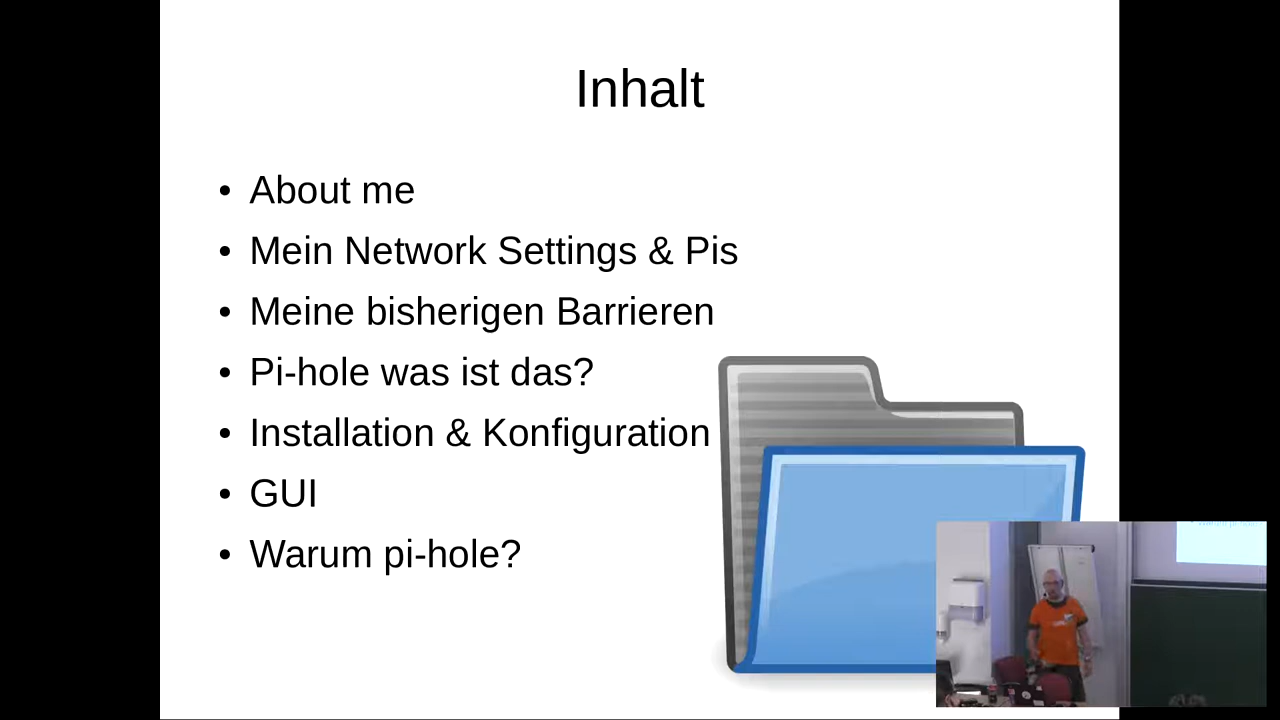 Inhalt
• About me
• Mein Network Settings & Pis
• Meine bisherigen Barrieren
• Pi-hole was ist das?
• Installation & Konfiguration
• GUI
• Warum pi-hole?